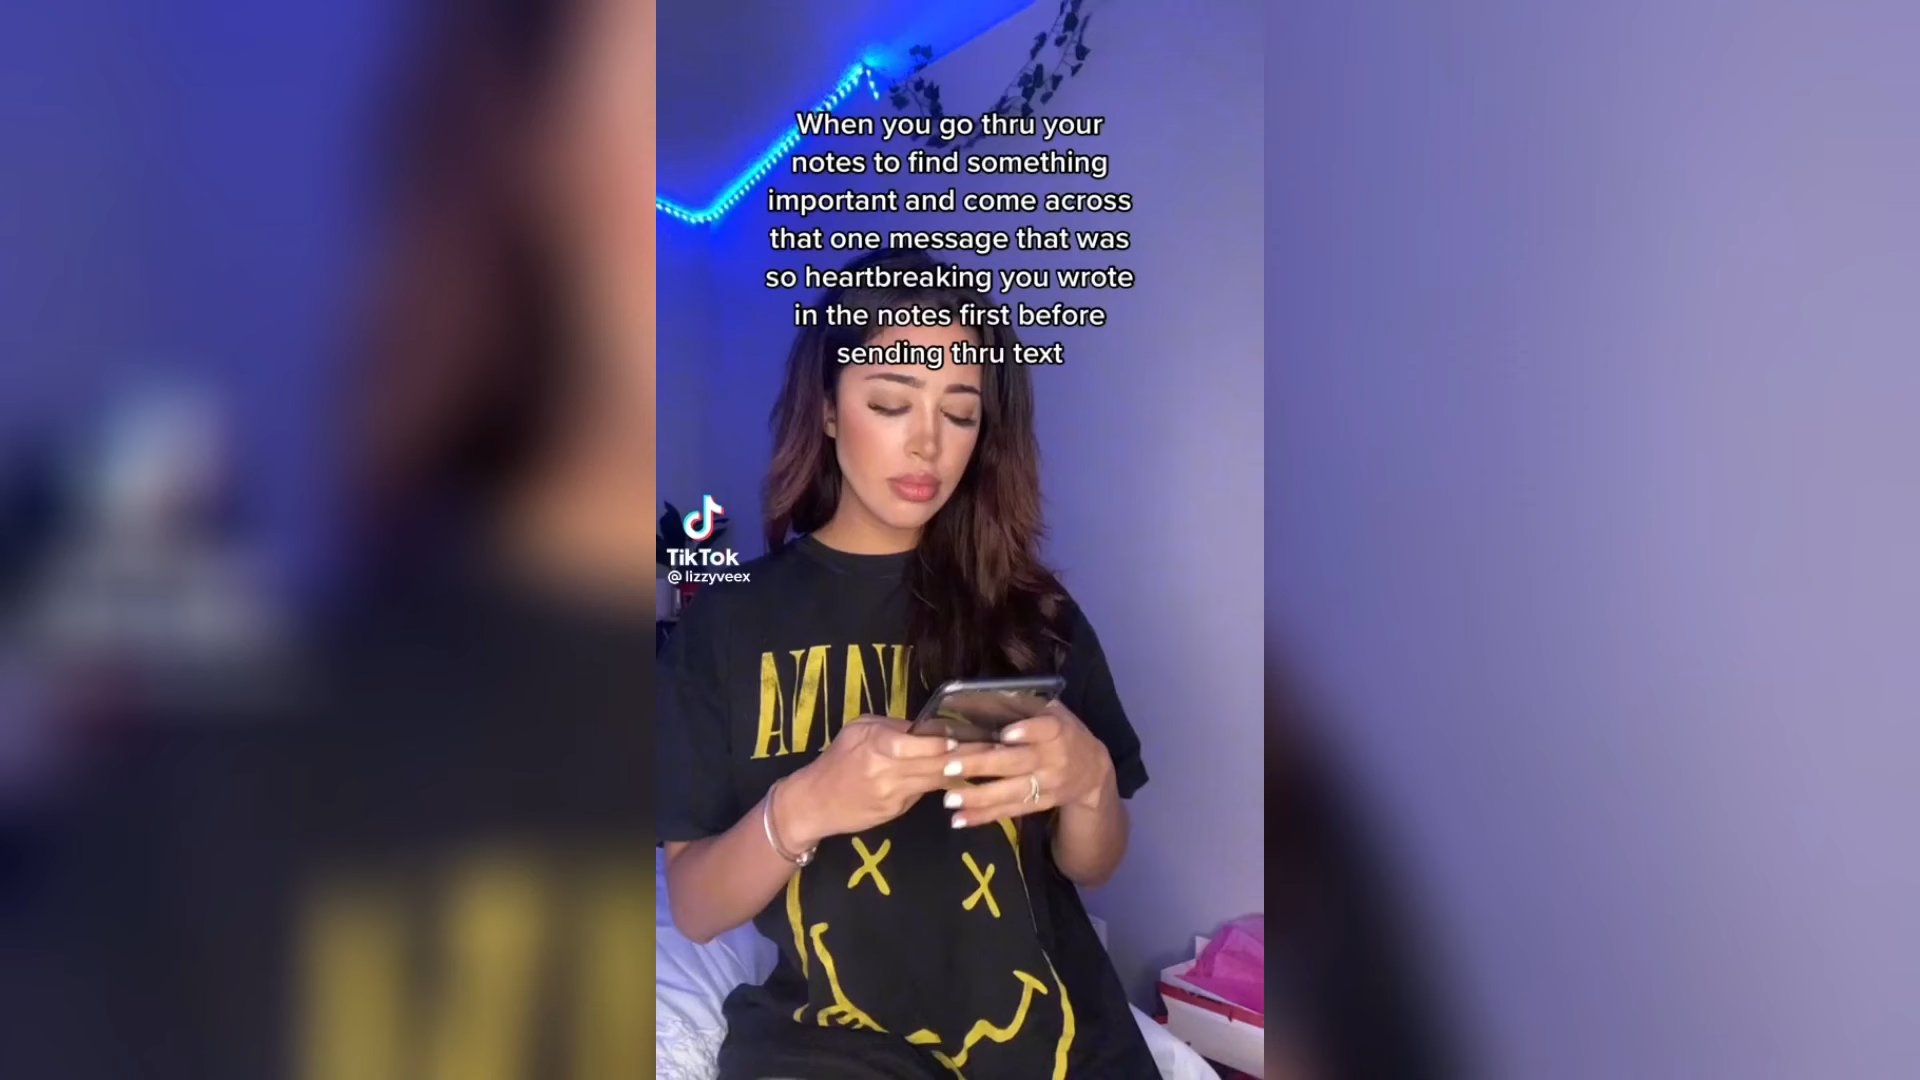 When you go thru your
notes to find something
important and come across
that one message that was
so heartbreaking you wrote
in the notes first before
sending thru text
TikTok
@lizzyveex